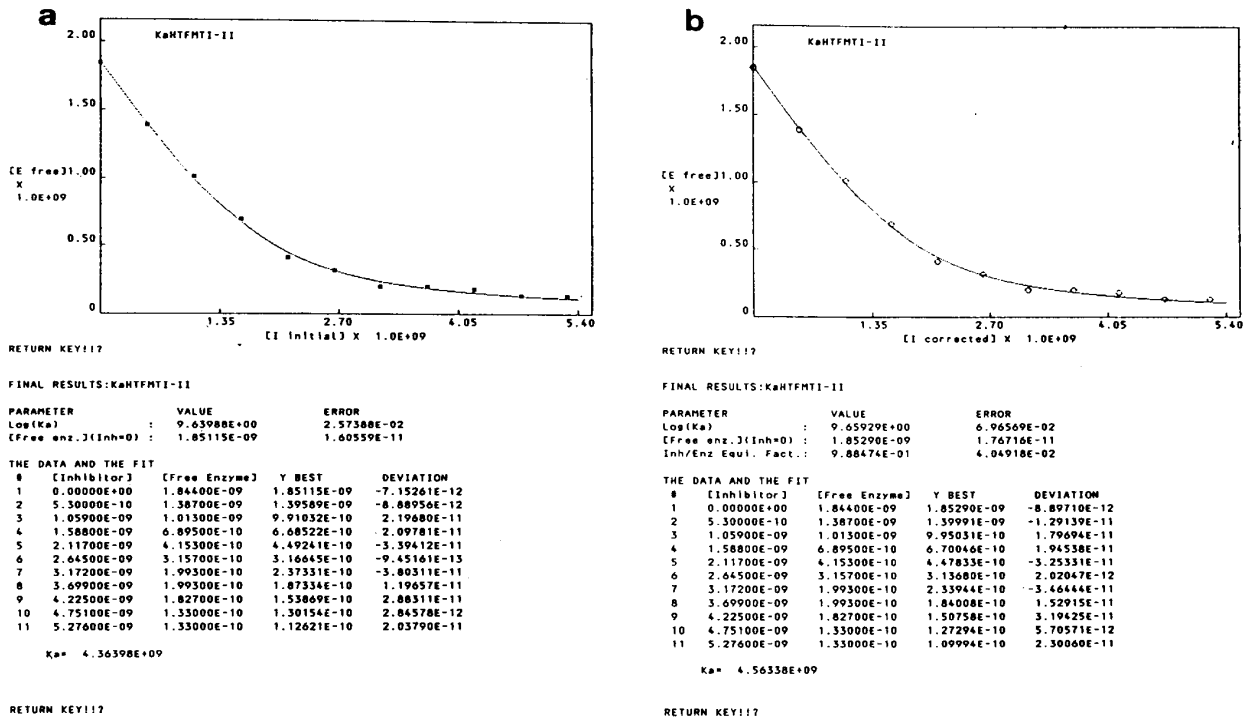 a
KaHTFMTI-II
2.00
1.50
[E free]1.00
X
1.0E+09
0.50
0
1.35 2.70 4.05 5.40
[I initial] X 1.0E+09
RETURN KEY!!?
FINAL RESULTS:KaHTFMTI-II
PARAMETER VALUE ERROR
Log(Ka) : 9.63988E+00 2.57388E-02
[Free enz.](Inh=0) : 1.85115E-09 1.60559E-11
THE DATA AND THE FIT
# [Inhibitor] [Free Enzyme] Y BEST DEVIATION
1 0.00000E+00 1.84400E-09 1.85115E-09 -7.15261E-12
2 5.30000E-10 1.38700E-09 1.39589E-09 -8.88956E-12
3 1.05900E-09 1.01300E-09 9.91032E-10 2.19680E-11
4 1.58800E-09 6.89500E-10 6.68522E-10 2.09781E-11
5 2.11700E-09 4.15300E-10 4.49241E-10 -3.39412E-11
6 2.64500E-09 3.15700E-10 3.16645E-10 -9.45161E-13
7 3.17200E-09 1.99300E-10 2.37331E-10 -3.80311E-11
8 3.69900E-09 1.99300E-10 1.87334E-10 1.19657E-11
9 4.22500E-09 1.82700E-10 1.53869E-10 2.88311E-11
10 4.75100E-09 1.33000E-10 1.30154E-10 2.84578E-12
11 5.27600E-09 1.33000E-10 1.12621E-10 2.03790E-11
Ka= 4.36398E+09
RETURN KEY!!?
b
KaHTFMTI-II
2.00
1.50
[E free]1.00
X
1.0E+09
0.50
0
1.35 2.70 4.05 5.40
[I corrected] X 1.0E+09
RETURN KEY!!?
FINAL RESULTS:KaHTFMTI-II
PARAMETER VALUE ERROR
Log(Ka) : 9.65929E+00 6.96569E-02
[Free enz.](Inh=0) : 1.85290E-09 1.76716E-11
Inh/Enz Equi. Fact.: 9.88474E-01 4.04918E-02
THE DATA AND THE FIT
# [Inhibitor] [Free Enzyme] Y BEST DEVIATION
1 0.00000E+00 1.84400E-09 1.85290E-09 -8.89710E-12
2 5.30000E-10 1.38700E-09 1.39991E-09 -1.29139E-11
3 1.05900E-09 1.01300E-09 9.95031E-10 1.79694E-11
4 1.58800E-09 6.89500E-10 6.70046E-10 1.94538E-11
5 2.11700E-09 4.15300E-10 4.47833E-10 -3.25331E-11
6 2.64500E-09 3.15700E-10 3.13680E-10 2.02047E-12
7 3.17200E-09 1.99300E-10 2.33944E-10 -3.46444E-11
8 3.69900E-09 1.99300E-10 1.84008E-10 1.52915E-11
9 4.22500E-09 1.82700E-10 1.50758E-10 3.19425E-11
10 4.75100E-09 1.33000E-10 1.27294E-10 5.70571E-12
11 5.27600E-09 1.33000E-10 1.09994E-10 2.30060E-11
Ka= 4.56338E+09
RETURN KEY!!?